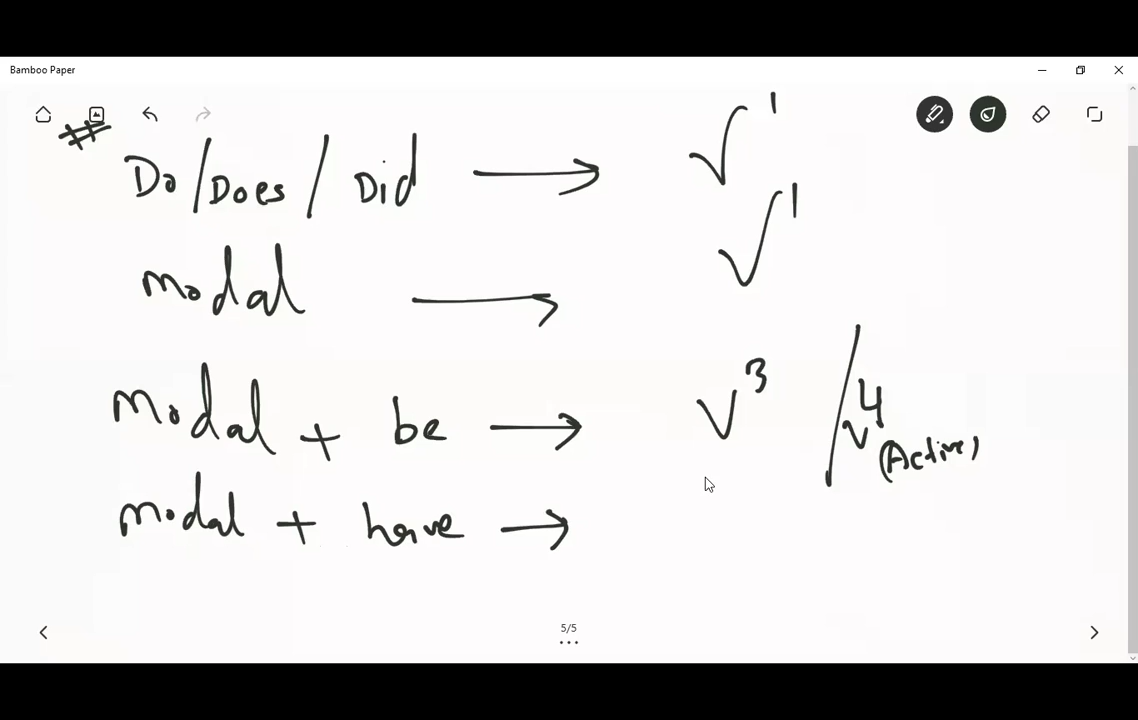 Bamboo Paper
# Do/Does/Did → V¹
Modal → V¹
Modal + be → V³ / V⁴ (Active)
Modal + have →
5/5